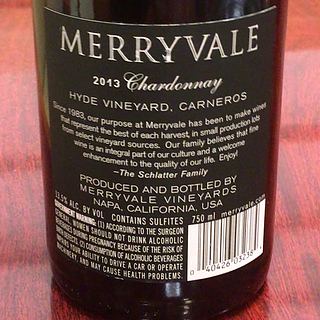 MERRYVALE
2013 Chardonnay
HYDE VINEYARD, CARNEROS
Since 1983, our purpose at Merryvale has been to make wines
that represent the best of each harvest, in small production lots
from select vineyard sources. Our family believes that fine
wine is an integral part of our culture and a welcome
enhancement to the quality of our life. Enjoy!
–The Schlatter Family
PRODUCED AND BOTTLED BY
MERRYVALE VINEYARDS
NAPA, CALIFORNIA, USA
ALC. BY VOL CONTAINS SULFITES 750 ml merryvale.com
GOVERNMENT WARNING: (1) ACCORDING TO THE SURGEON
GENERAL, WOMEN SHOULD NOT DRINK ALCOHOLIC
BEVERAGES DURING PREGNANCY BECAUSE OF THE RISK OF
BIRTH DEFECTS. (2) CONSUMPTION OF ALCOHOLIC BEVERAGES
IMPAIRS YOUR ABILITY TO DRIVE A CAR OR OPERATE
MACHINERY, AND MAY CAUSE HEALTH PROBLEMS.
0 40426 03238